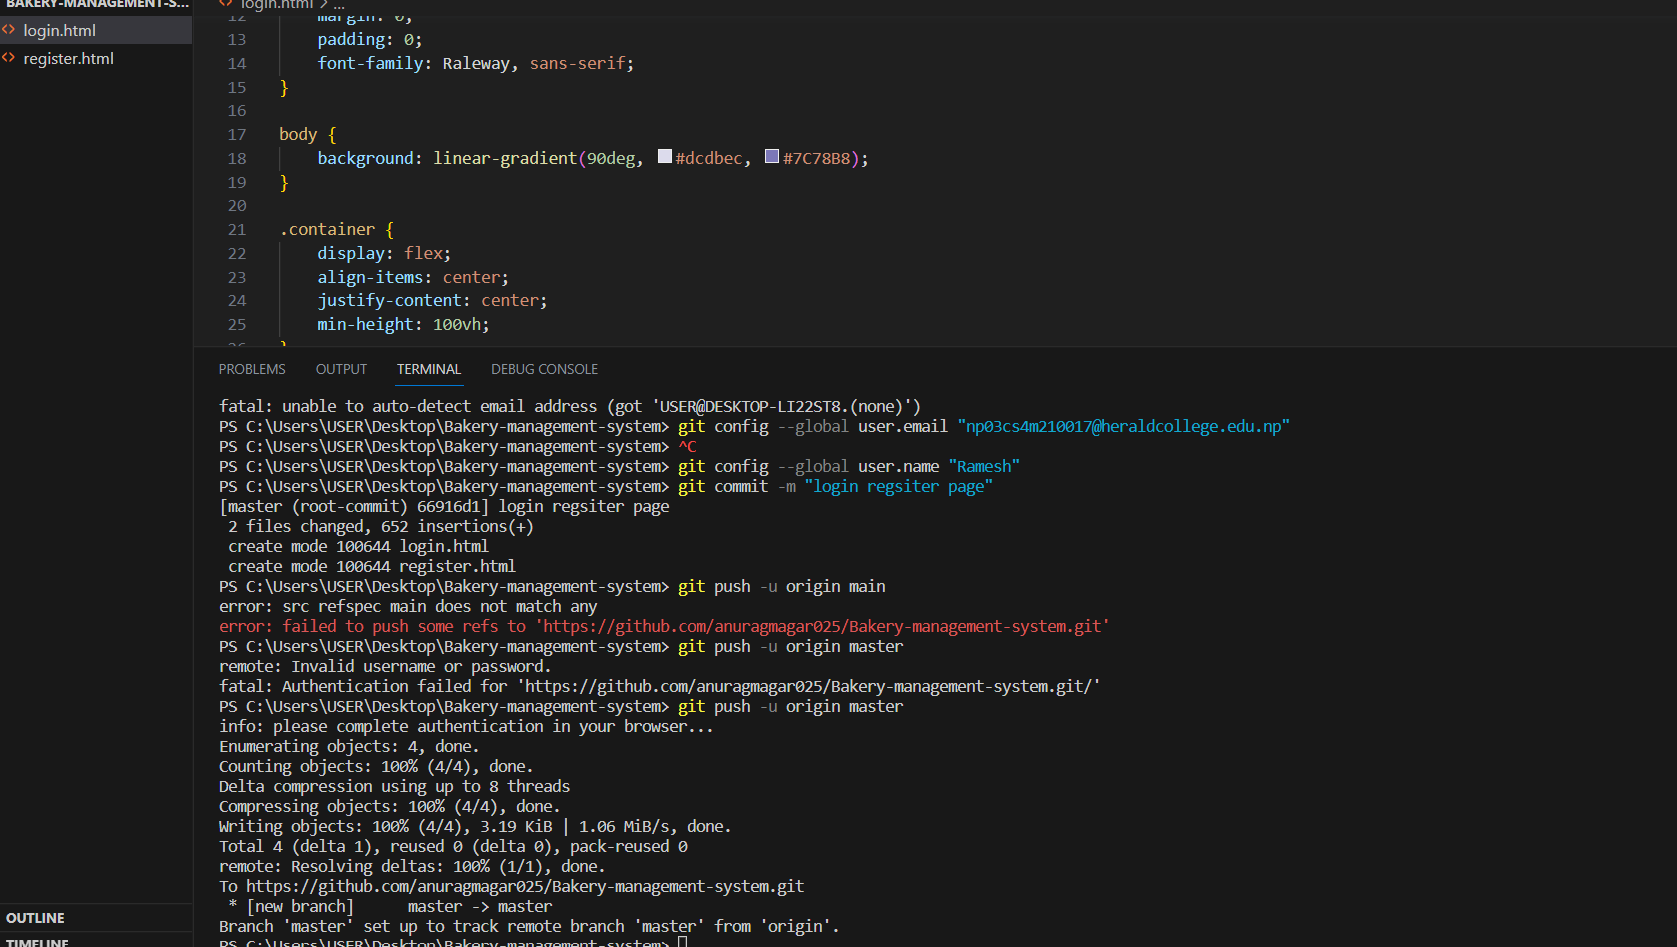 BAKERY-MANAGEMENT-S...
login.html
register.html
login.html > ...
12 margin: 0;
13 padding: 0;
14 font-family: Raleway, sans-serif;
15 }
16
17 body {
18 background: linear-gradient(90deg, #dcdbec, #7C78B8);
19 }
20
21 .container {
22 display: flex;
23 align-items: center;
24 justify-content: center;
25 min-height: 100vh;
26 }
PROBLEMS OUTPUT TERMINAL DEBUG CONSOLE
fatal: unable to auto-detect email address (got 'USER@DESKTOP-LI22ST8.(none)')
PS C:\Users\USER\Desktop\Bakery-management-system> git config --global user.email "np03cs4m210017@heraldcollege.edu.np"
PS C:\Users\USER\Desktop\Bakery-management-system> ^C
PS C:\Users\USER\Desktop\Bakery-management-system> git config --global user.name "Ramesh"
PS C:\Users\USER\Desktop\Bakery-management-system> git commit -m "login regsiter page"
[master (root-commit) 66916d1] login regsiter page
2 files changed, 652 insertions(+)
create mode 100644 login.html
create mode 100644 register.html
PS C:\Users\USER\Desktop\Bakery-management-system> git push -u origin main
error: src refspec main does not match any
error: failed to push some refs to 'https://github.com/anuragmagar025/Bakery-management-system.git'
PS C:\Users\USER\Desktop\Bakery-management-system> git push -u origin master
remote: Invalid username or password.
fatal: Authentication failed for 'https://github.com/anuragmagar025/Bakery-management-system.git/'
PS C:\Users\USER\Desktop\Bakery-management-system> git push -u origin master
info: please complete authentication in your browser...
Enumerating objects: 4, done.
Counting objects: 100% (4/4), done.
Delta compression using up to 8 threads
Compressing objects: 100% (4/4), done.
Writing objects: 100% (4/4), 3.19 KiB | 1.06 MiB/s, done.
Total 4 (delta 1), reused 0 (delta 0), pack-reused 0
remote: Resolving deltas: 100% (1/1), done.
To https://github.com/anuragmagar025/Bakery-management-system.git
* [new branch] master -> master
Branch 'master' set up to track remote branch 'master' from 'origin'.
PS C:\Users\USER\Desktop\Bakery-management-system>
OUTLINE
TIMELINE